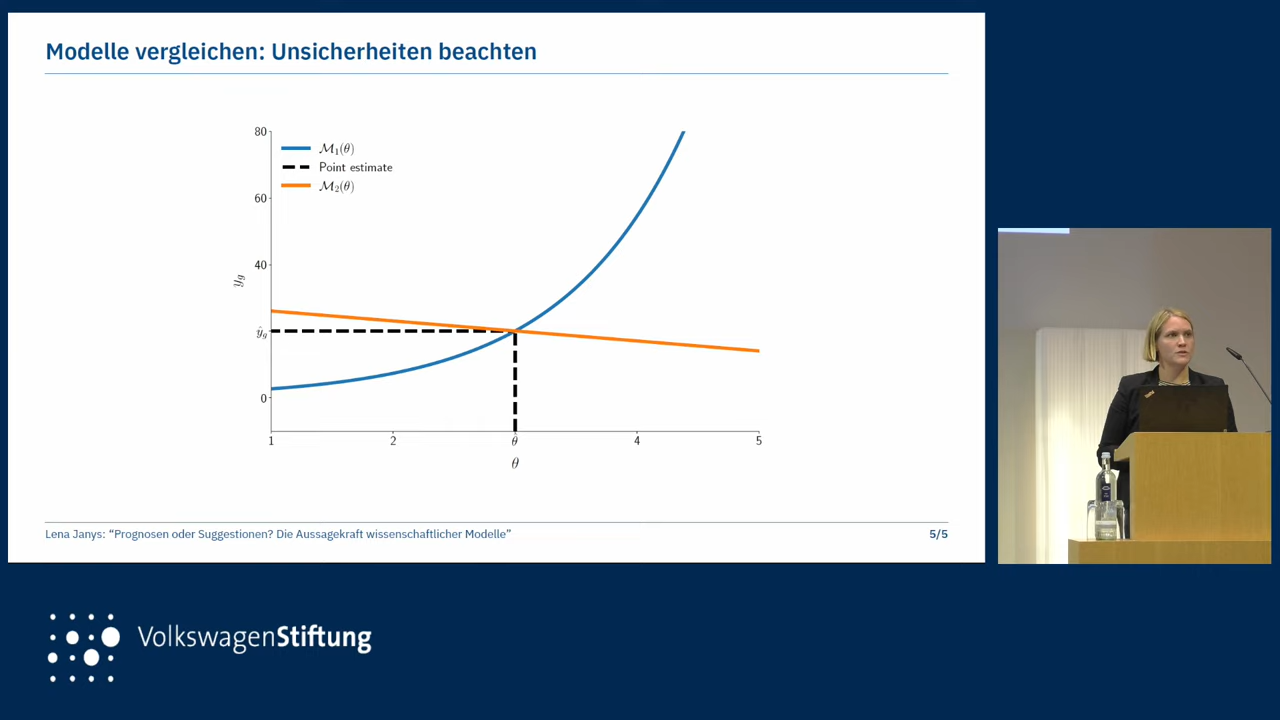 Modelle vergleichen: Unsicherheiten beachten
80
60
40
0
y_g
ŷ_g
M₁(θ)
Point estimate
M₂(θ)
1
2
θ̂
4
5
θ
Lena Janys: “Prognosen oder Suggestionen? Die Aussagekraft wissenschaftlicher Modelle”
5/5
VolkswagenStiftung